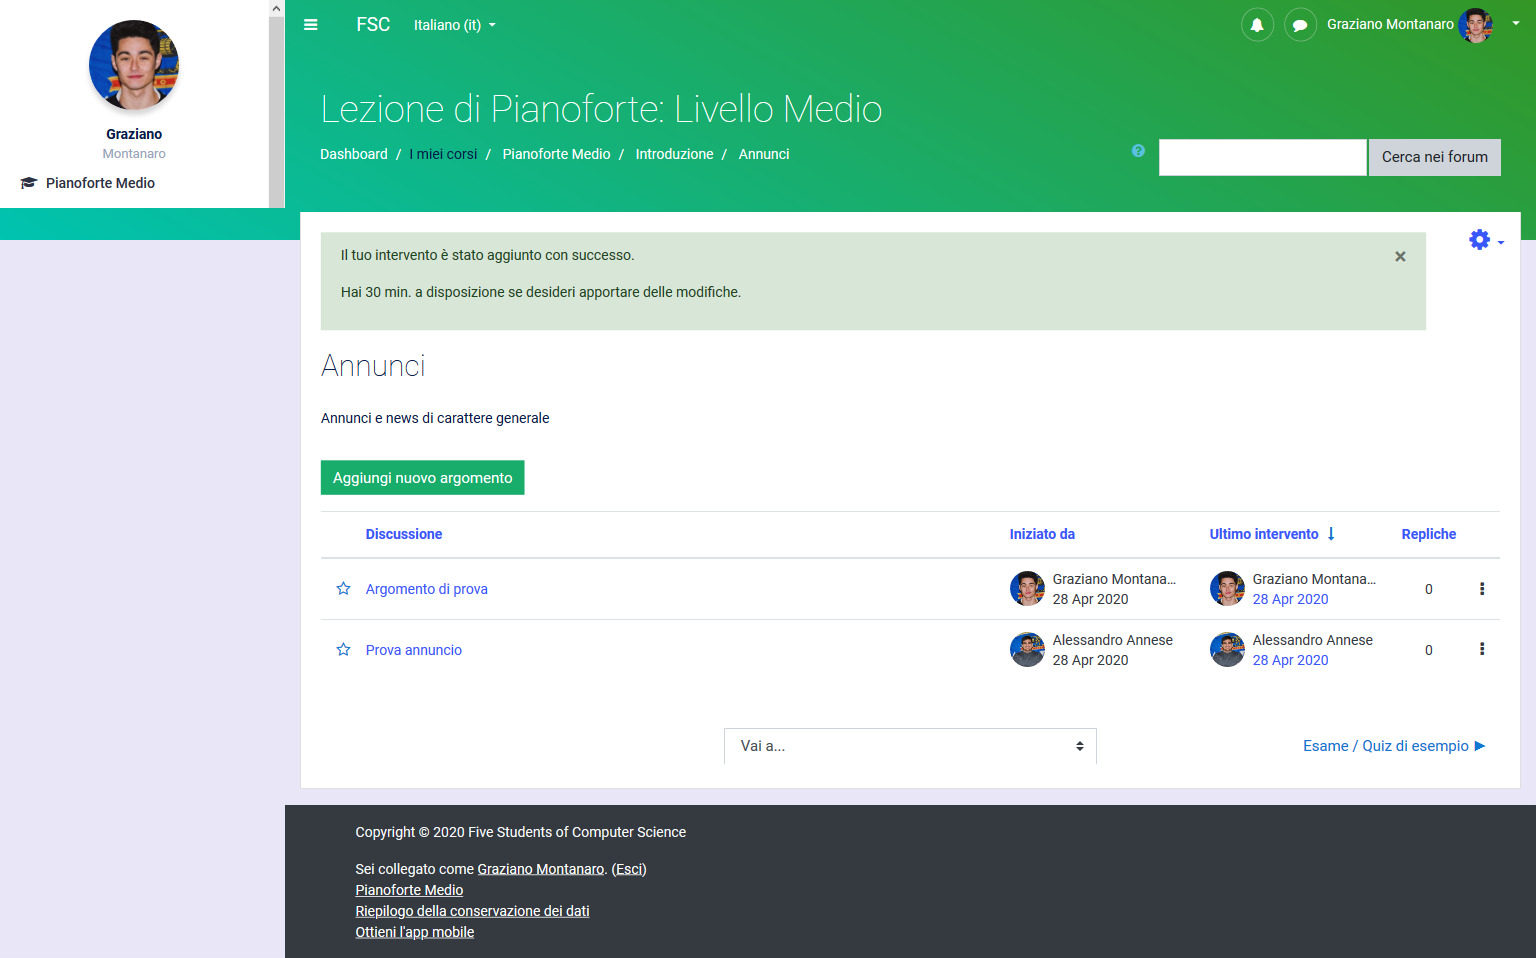 Graziano
Montanaro
Pianoforte Medio
FSC
Italiano (it)
Graziano Montanaro
Lezione di Pianoforte: Livello Medio
Dashboard / I miei corsi / Pianoforte Medio / Introduzione / Annunci
Cerca nei forum
Il tuo intervento è stato aggiunto con successo.
×
Hai 30 min. a disposizione se desideri apportare delle modifiche.
Annunci
Annunci e news di carattere generale
Aggiungi nuovo argomento
Discussione Iniziato da Ultimo intervento ↓ Repliche
Argomento di prova Graziano Montana... Graziano Montana... 0
28 Apr 2020 28 Apr 2020
Prova annuncio Alessandro Annese Alessandro Annese 0
28 Apr 2020 28 Apr 2020
Vai a...
Esame / Quiz di esempio ►
Copyright © 2020 Five Students of Computer Science
Sei collegato come Graziano Montanaro. (Esci)
Pianoforte Medio
Riepilogo della conservazione dei dati
Ottieni l'app mobile